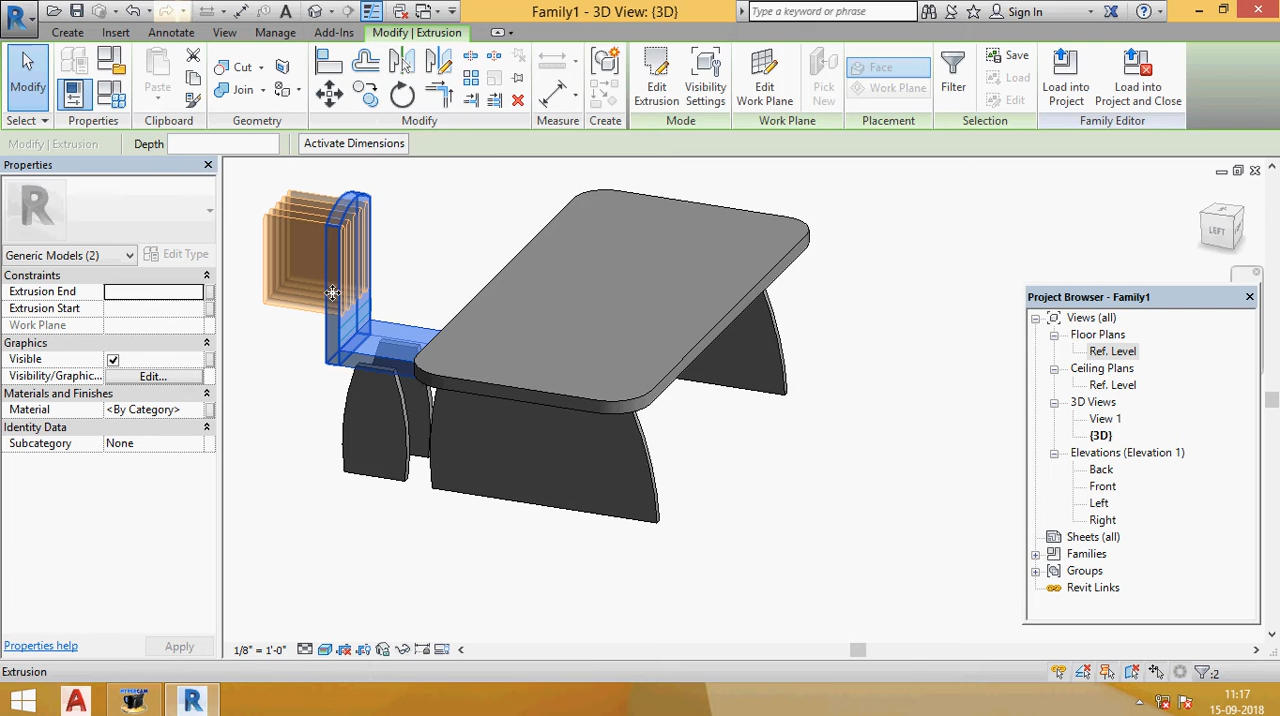 Family1 - 3D View: {3D}
Type a keyword or phrase
Sign In
Create
Insert
Annotate
View
Manage
Add-Ins
Modify | Extrusion
Modify
Paste
Cut
Join
Edit Extrusion
Visibility Settings
Edit Work Plane
Pick New
Face
Work Plane
Filter
Save
Load
Edit
Load into Project
Load into Project and Close
Select
Properties
Clipboard
Geometry
Modify
Measure
Create
Mode
Work Plane
Placement
Selection
Family Editor
Modify | Extrusion
Depth
Activate Dimensions
Properties
Generic Models (2)
Edit Type
Constraints
Extrusion End
Extrusion Start
Work Plane
Graphics
Visible
Visibility/Graphic...
Edit...
Materials and Finishes
Material
<By Category>
Identity Data
Subcategory
None
Properties help
Apply
LEFT
Project Browser - Family1
Views (all)
Floor Plans
Ref. Level
Ceiling Plans
Ref. Level
3D Views
View 1
{3D}
Elevations (Elevation 1)
Back
Front
Left
Right
Sheets (all)
Families
Groups
Revit Links
1/8" = 1'-0"
Extrusion
:2
HYPERCAM
11:17
15-09-2018